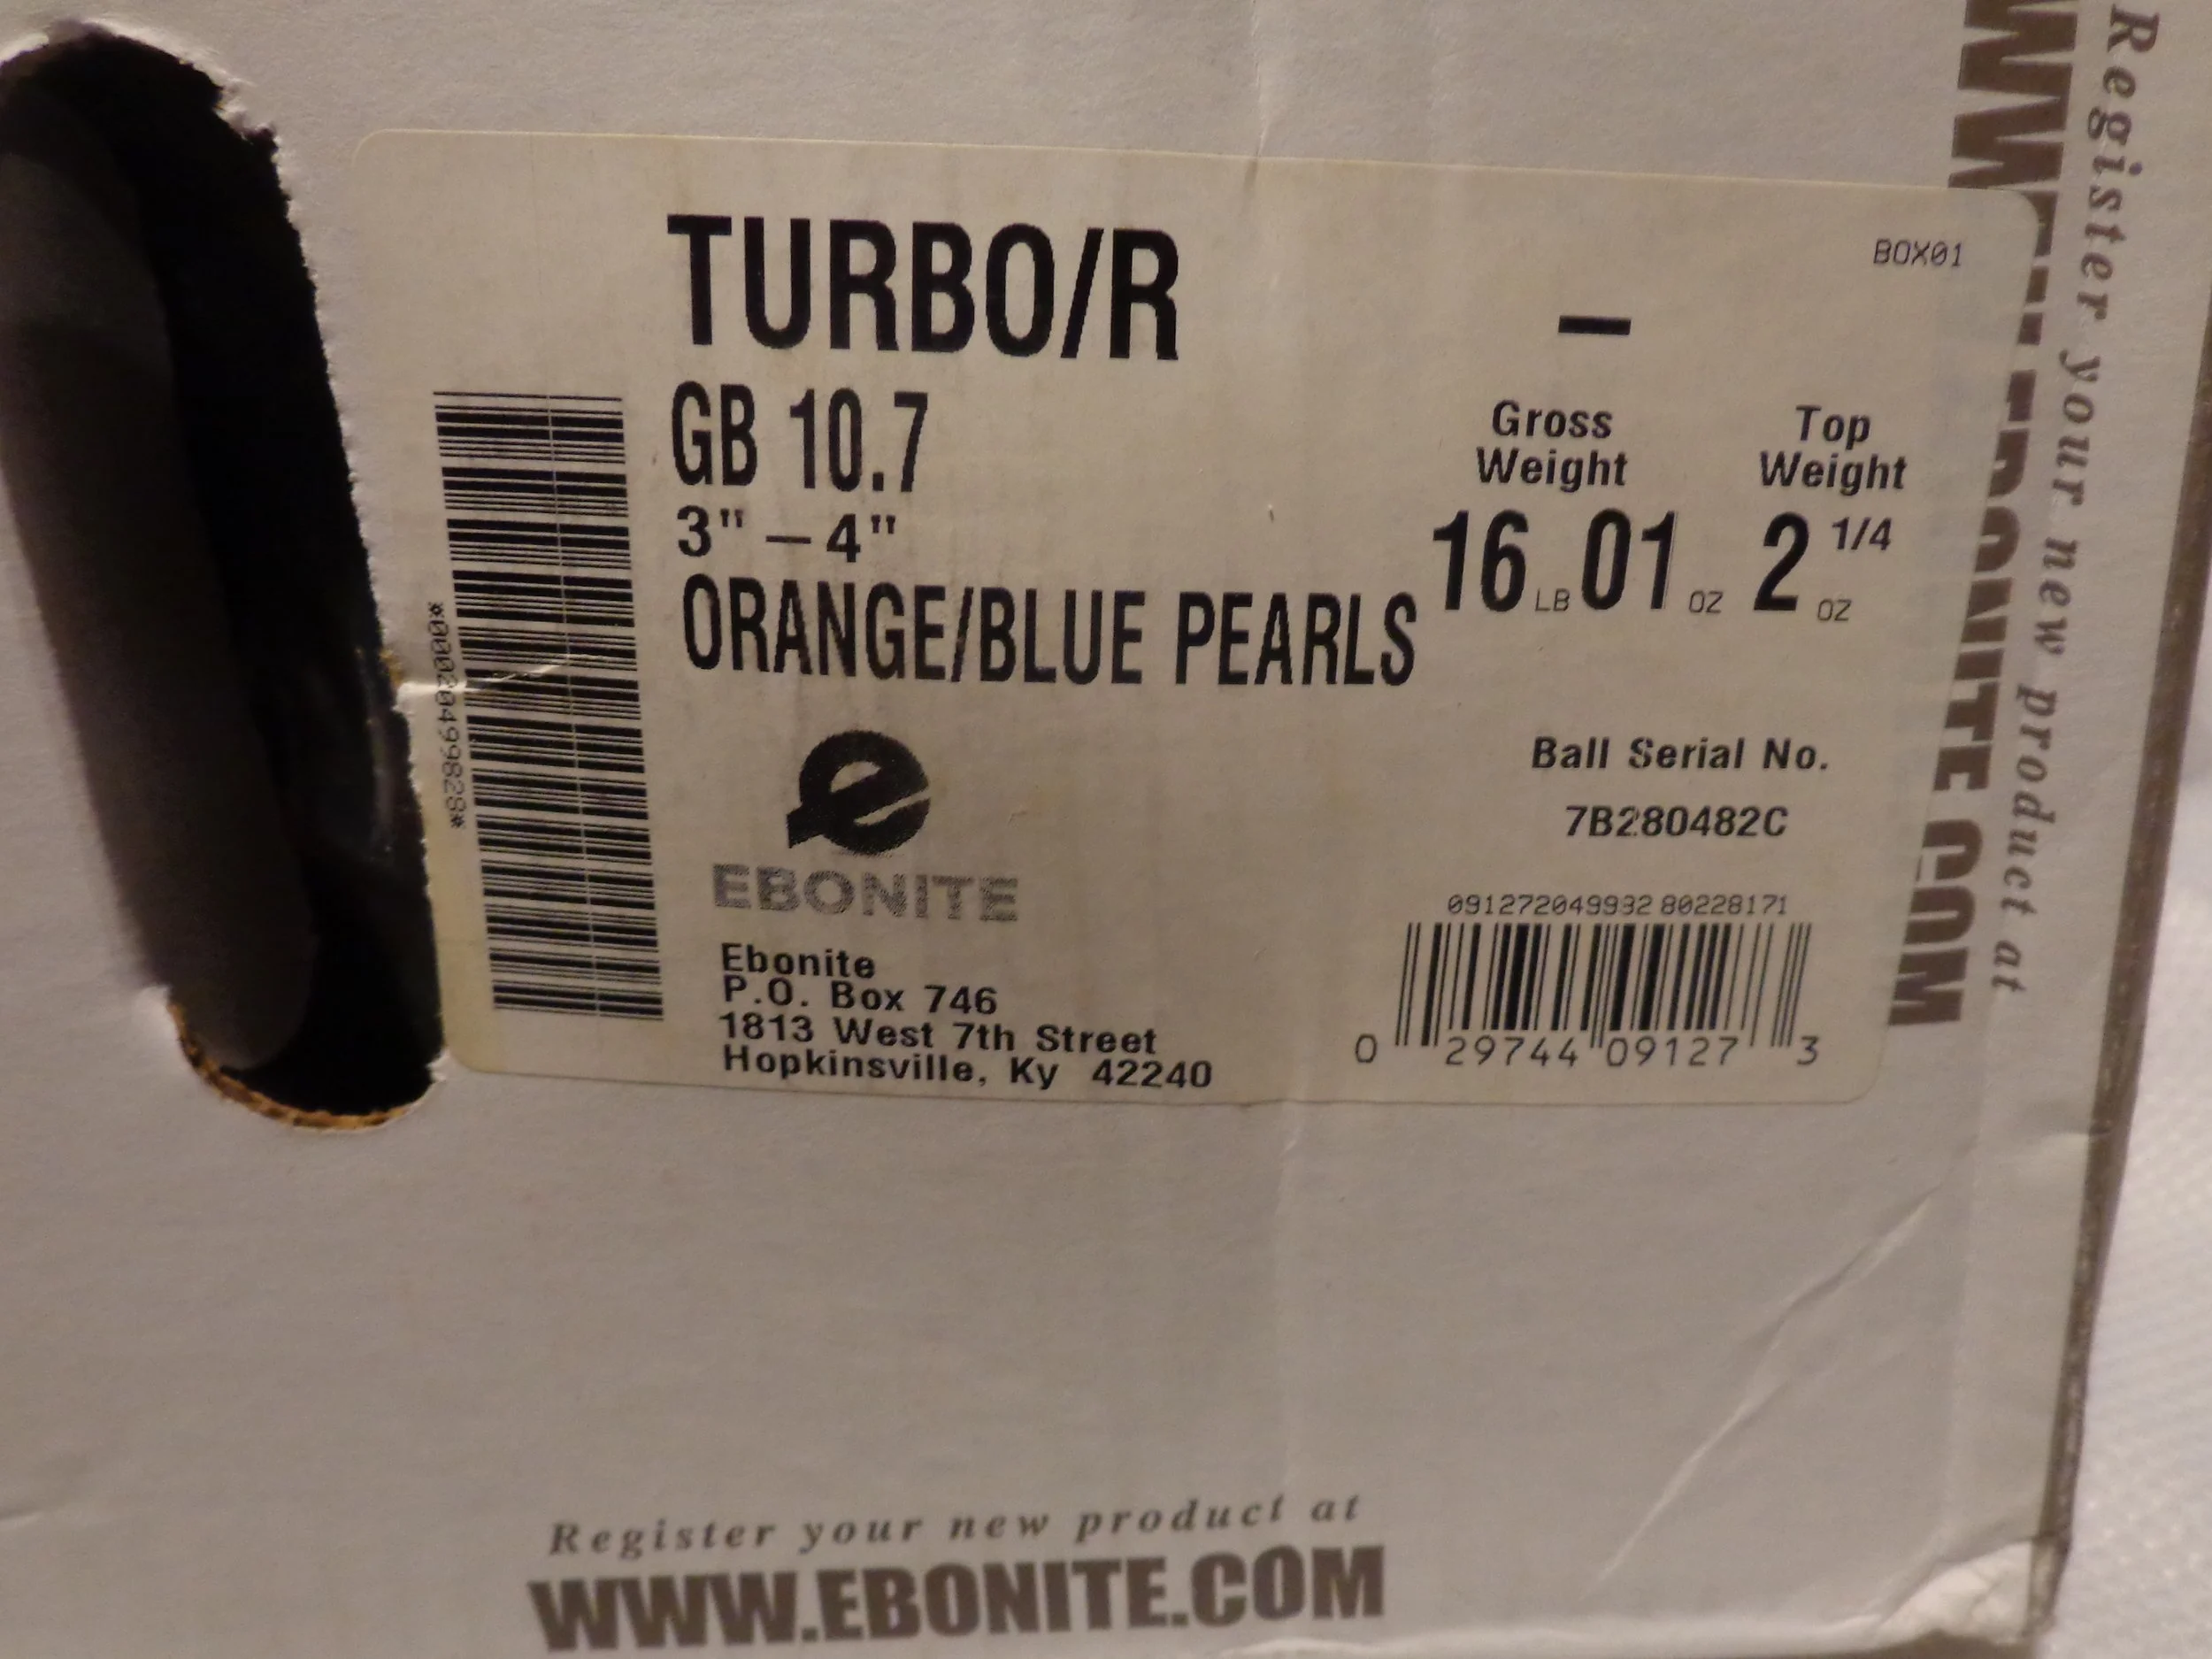 TURBO/R
BOX01
—
GB 10.7
3" – 4"
ORANGE/BLUE PEARLS
Gross Weight
16 LB 01 OZ
Top Weight
2 1/4 OZ
Ball Serial No.
7B280482C
e
EBONITE
Ebonite
P.O. Box 746
1813 West 7th Street
Hopkinsville, Ky 42240
091272049932 80228171
0 29744 09127 3
Register your new product at
WWW.EBONITE.COM
Register your new product at
WWW.EBONITE.COM